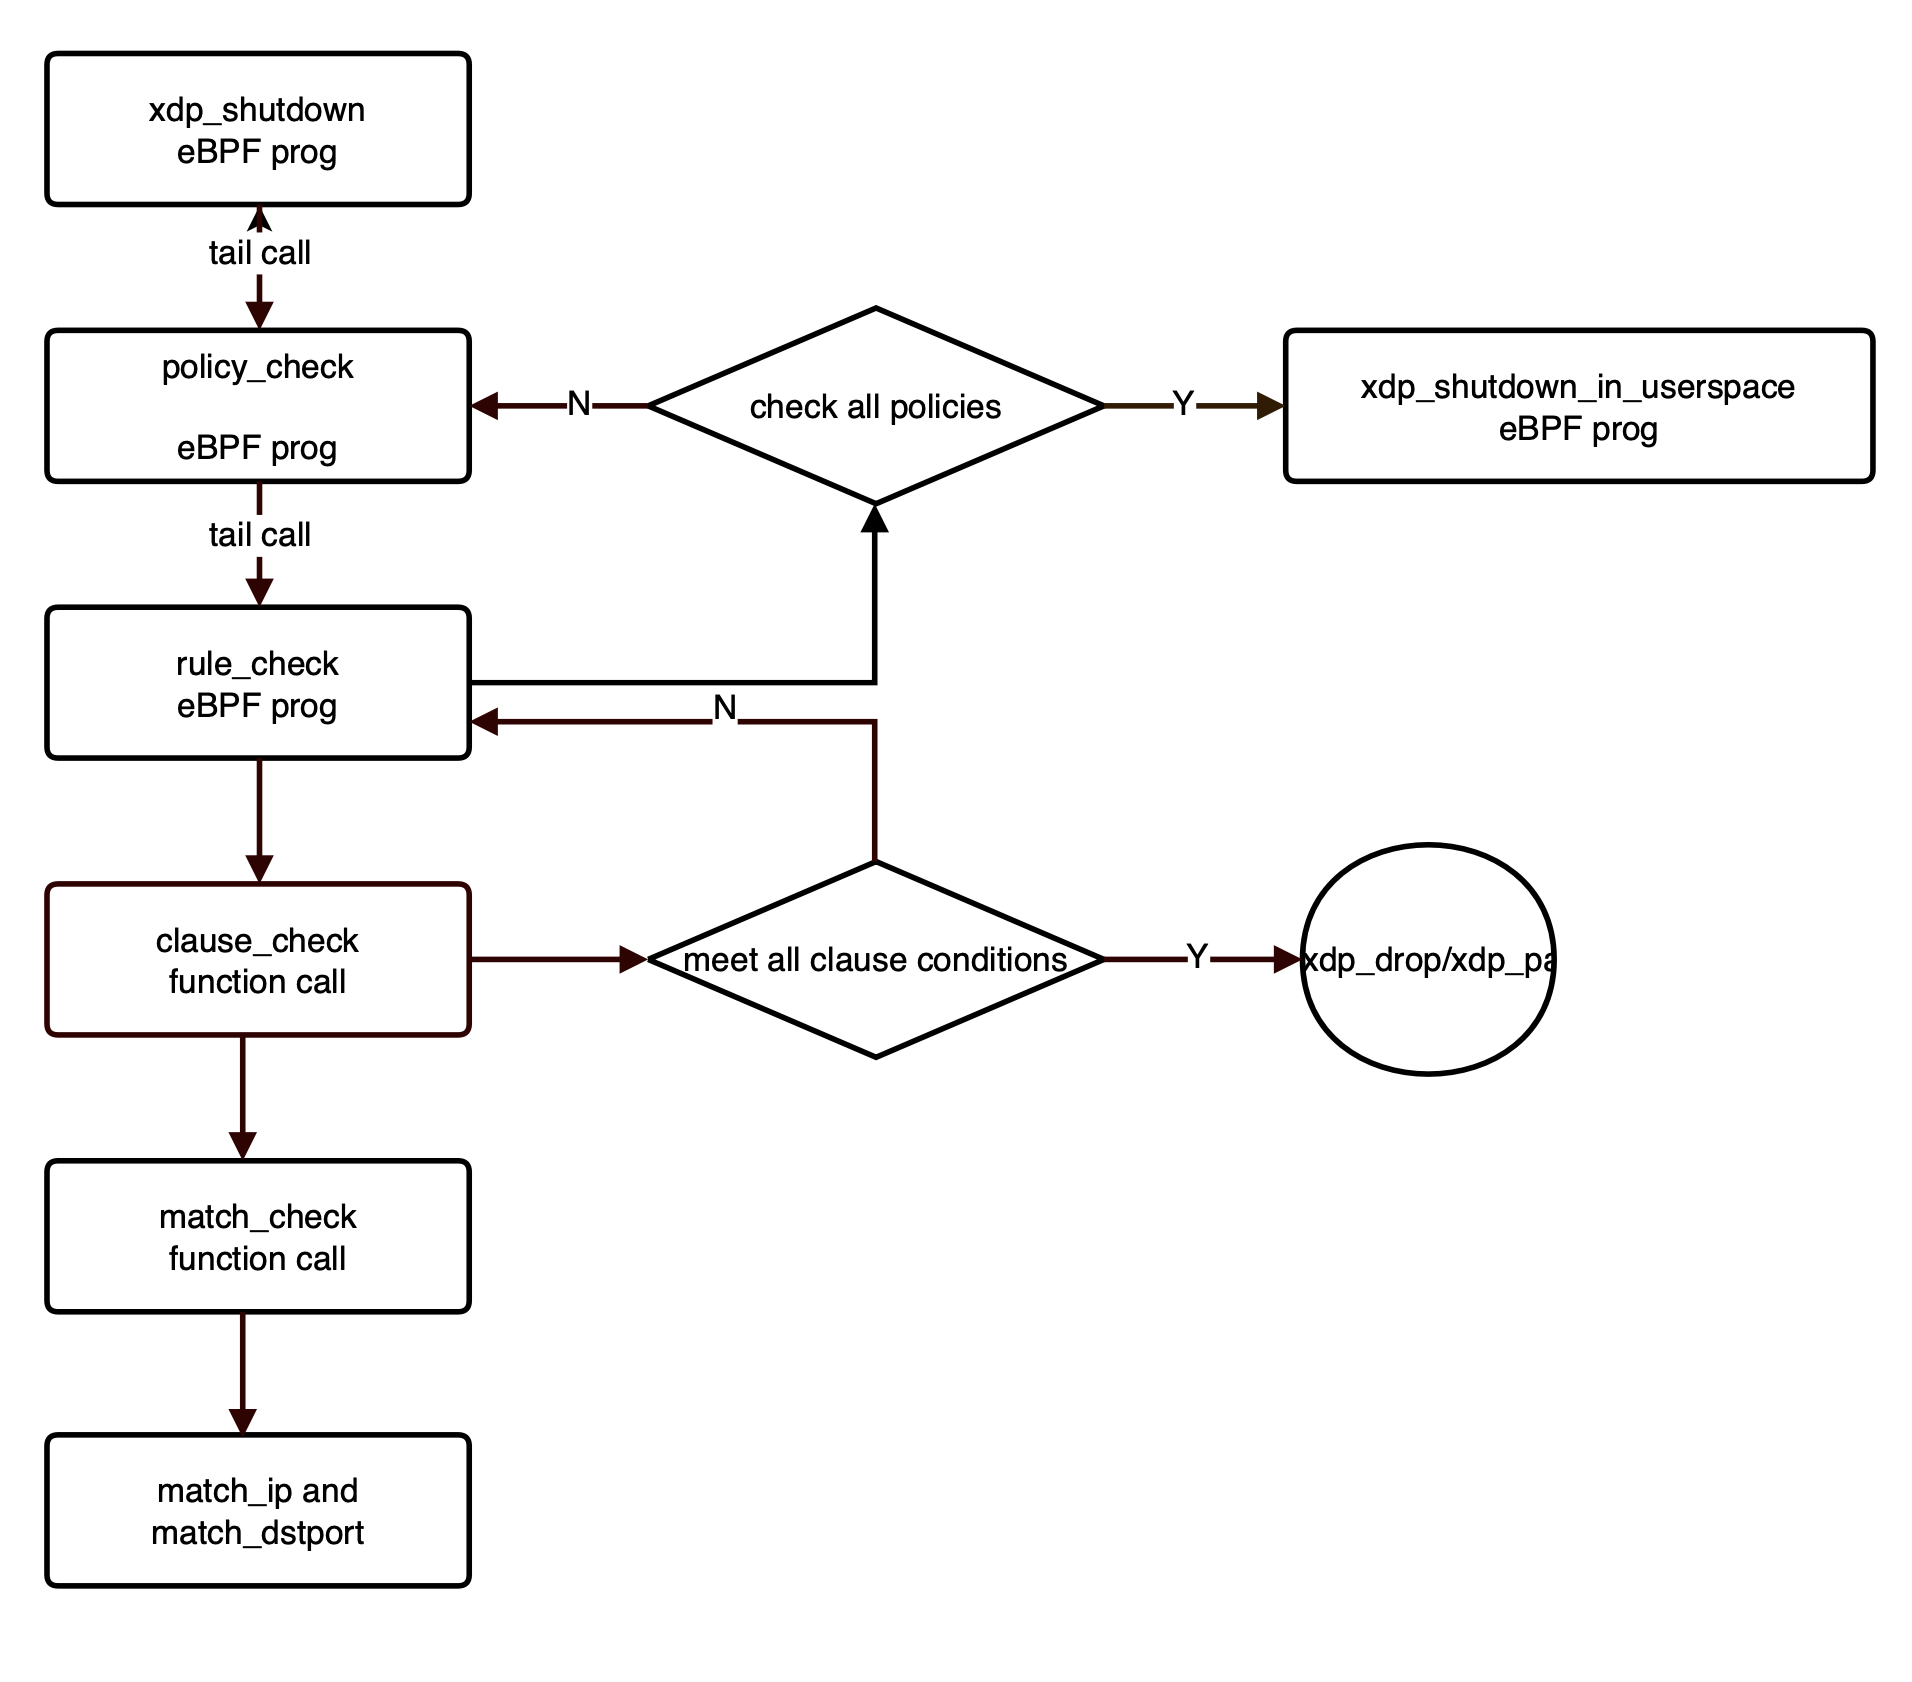 xdp_shutdown
eBPF prog
tail call
policy_check
eBPF prog
N
check all policies
Y
xdp_shutdown_in_userspace
eBPF prog
tail call
rule_check
eBPF prog
N
clause_check
function call
meet all clause conditions
Y
xdp_drop/xdp_pa
match_check
function call
match_ip and
match_dstport